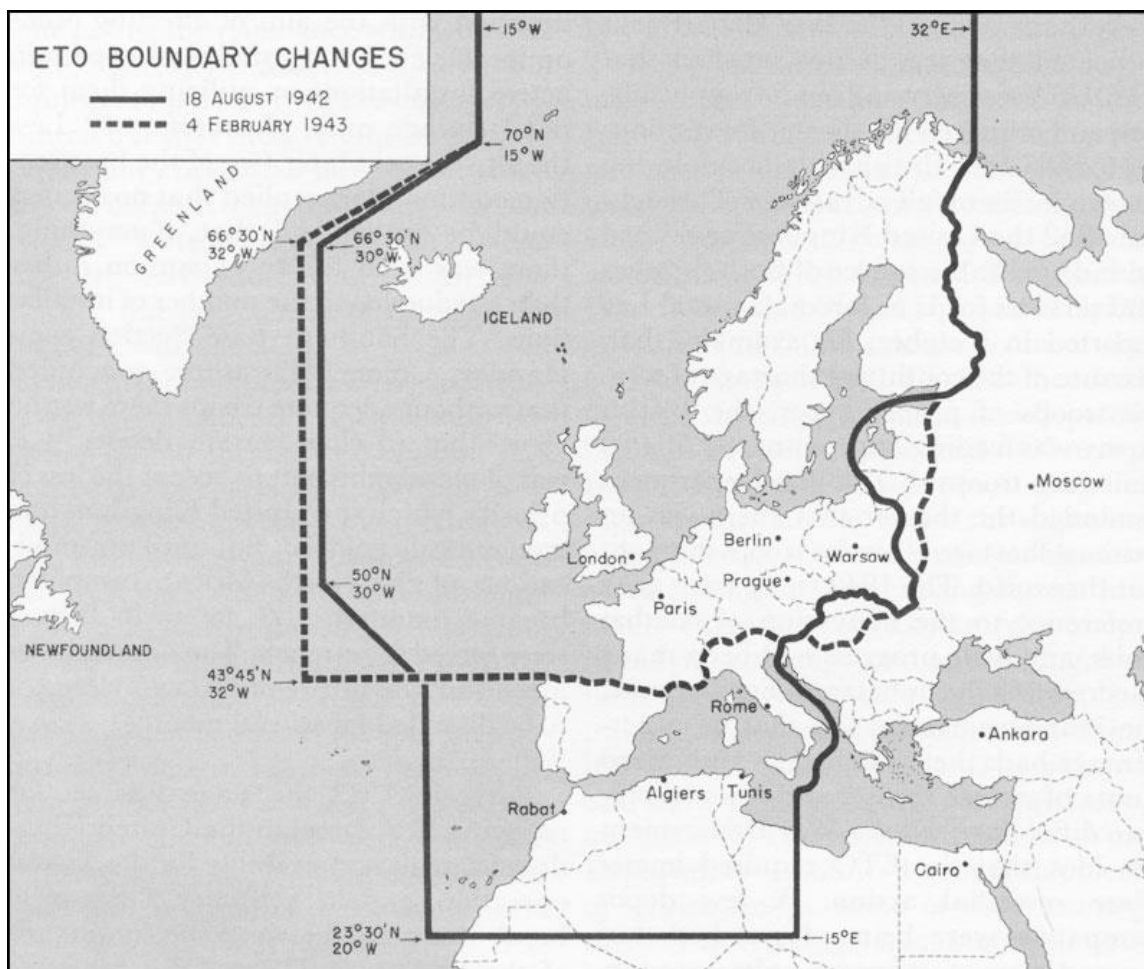 ETO BOUNDARY CHANGES
18 AUGUST 1942
4 FEBRUARY 1943
15°W
32°E
70°N
15°W
GREENLAND
66°30'N
32°W
66°30'N
30°W
IGELAND
Moscow
Berlin
Warsaw
London
Prague
50°N
30°W
Paris
NEWFOUNDLAND
43°45'N
32°W
Rome
Ankara
Algiers
Tunis
Rabat
Cairo
23°30'N
20°W
15°E